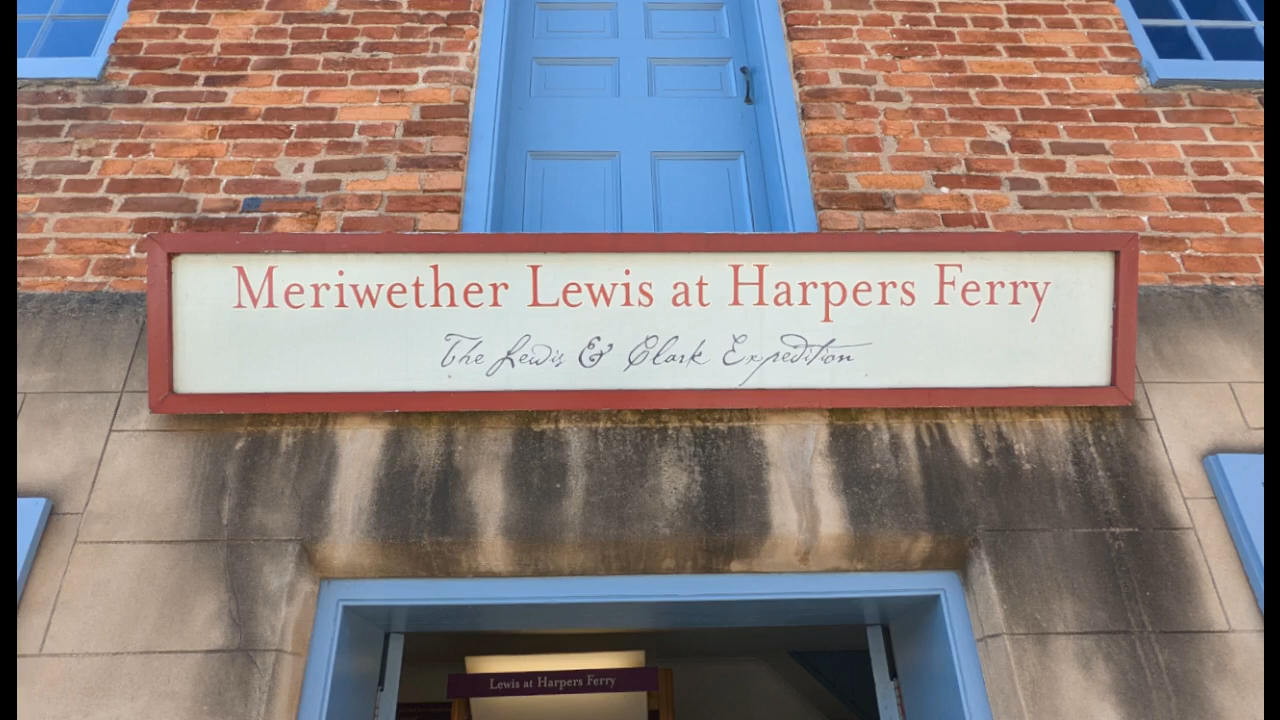 Meriwether Lewis at Harpers Ferry
The Lewis & Clark Expedition
Lewis at Harpers Ferry